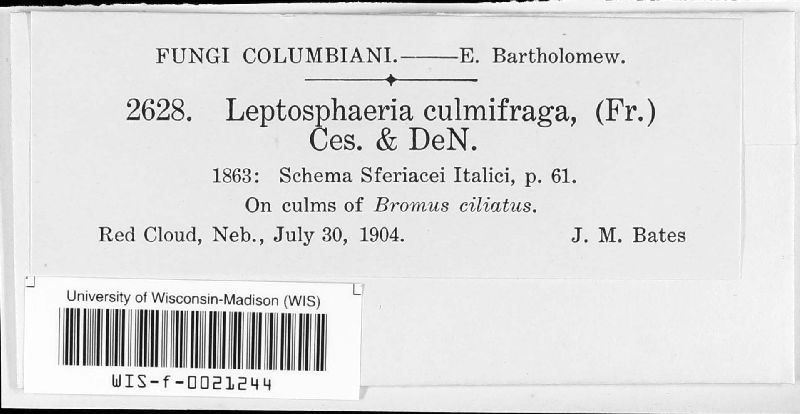 FUNGI COLUMBIANI.——E. Bartholomew.
2628. Leptosphaeria culmifraga, (Fr.)
Ces. & DeN.
1863: Schema Sferiacei Italici, p. 61.
On culms of Bromus ciliatus.
Red Cloud, Neb., July 30, 1904. J. M. Bates
University of Wisconsin-Madison (WIS)
WIS-f-0021244